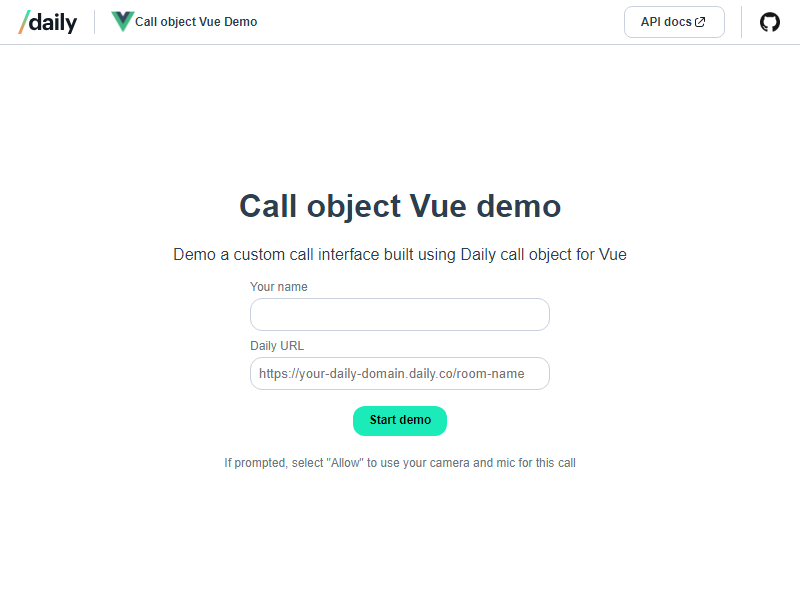 /daily
Call object Vue Demo
API docs
Call object Vue demo
Demo a custom call interface built using Daily call object for Vue
Your name
Daily URL
https://your-daily-domain.daily.co/room-name
Start demo
If prompted, select "Allow" to use your camera and mic for this call